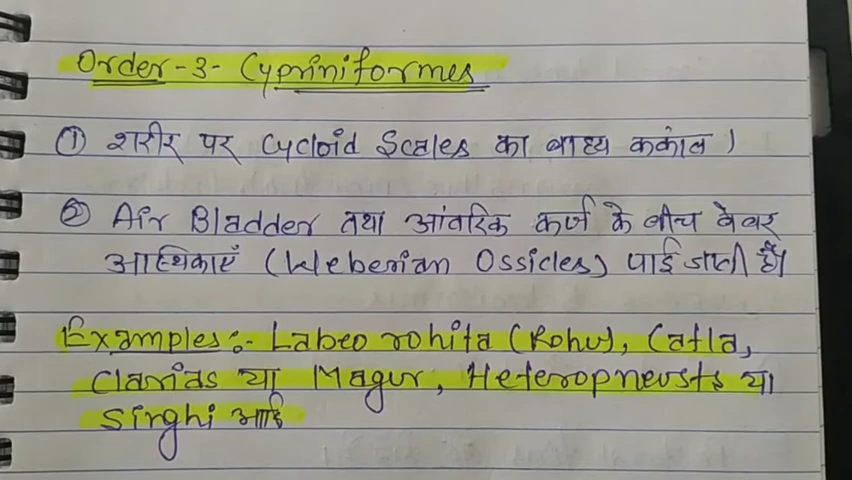 Order-3- Cypriniformes
① शरीर पर Cycloid Scales का बाह्य कंकाल।
② Air Bladder तथा आंतरिक कर्ण के बीच वेबर
आस्थिकाएँ (Weberian Ossicles) पाई जाती हैं।
Examples:- Labeo rohita (Rohu), Catla,
Clarias या Magur, Heteropneusts या
Singhi आदि